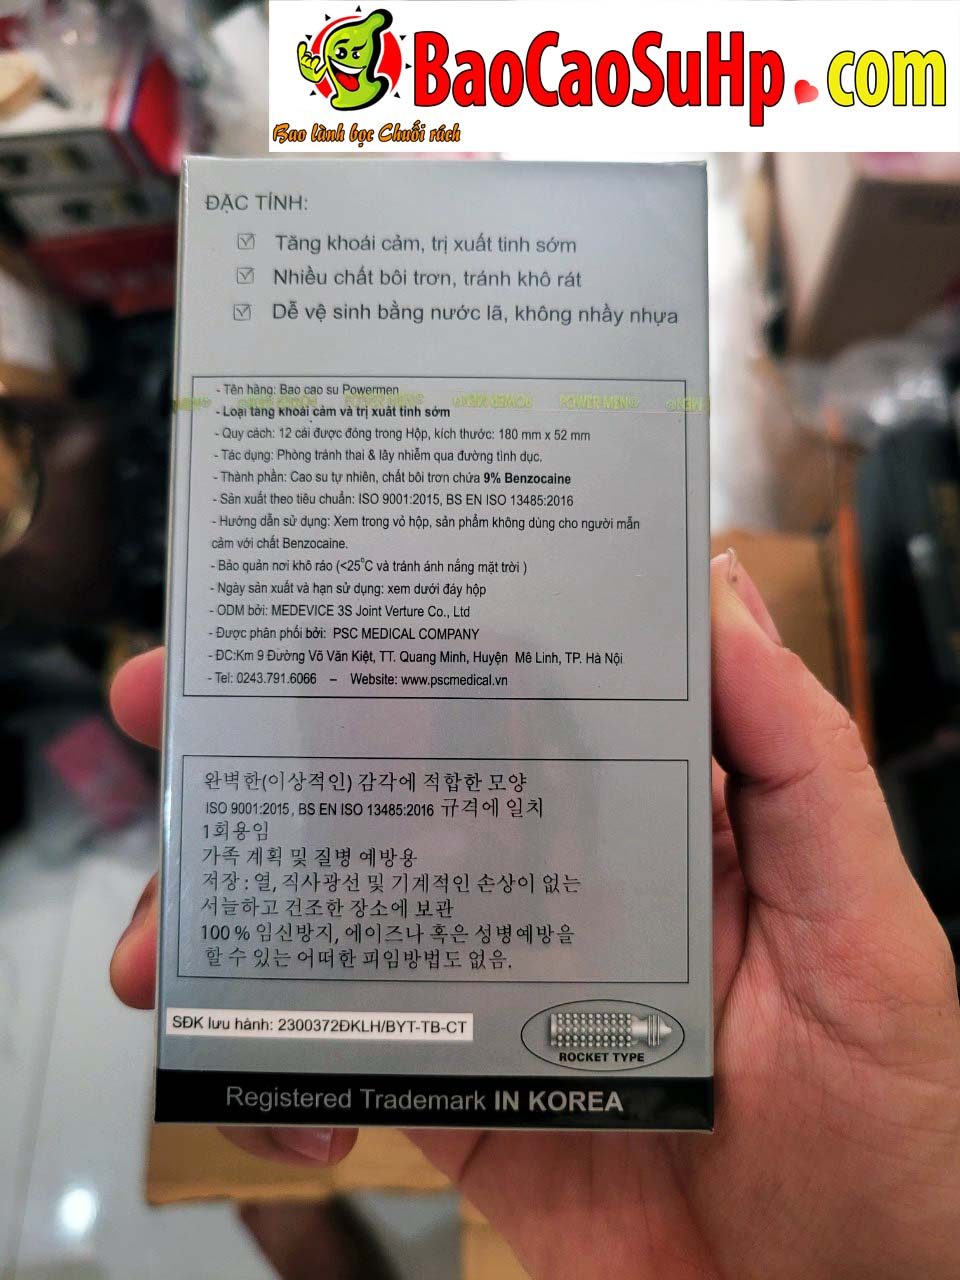 BaoCaoSuHp.com
Bao lành bọc Chuối rách
ĐẶC TÍNH:
Tăng khoái cảm, trị xuất tinh sớm
Nhiều chất bôi trơn, tránh khô rát
Dễ vệ sinh bằng nước lã, không nhầy nhựa
- Tên hàng: Bao cao su Powermen
POWER MEN®
- Loại tăng khoái cảm và trị xuất tinh sớm
- Quy cách: 12 cái được đóng trong Hộp, kích thước: 180 mm x 52 mm
- Tác dụng: Phòng tránh thai & lây nhiễm qua đường tình dục.
- Thành phần: Cao su tự nhiên, chất bôi trơn chứa 9% Benzocaine
- Sản xuất theo tiêu chuẩn: ISO 9001:2015, BS EN ISO 13485:2016
- Hướng dẫn sử dụng: Xem trong vỏ hộp, sản phẩm không dùng cho người mẫn
cảm với chất Benzocaine.
- Bảo quản nơi khô ráo (<25°C và tránh ánh nắng mặt trời )
- Ngày sản xuất và hạn sử dụng: xem dưới đáy hộp
- ODM bởi: MEDEVICE 3S Joint Verture Co., Ltd
- Được phân phối bởi: PSC MEDICAL COMPANY
- ĐC:Km 9 Đường Võ Văn Kiệt, TT. Quang Minh, Huyện Mê Linh, TP. Hà Nội
- Tel: 0243.791.6066 – Website: www.pscmedical.vn
완벽한(이상적인) 감각에 적합한 모양
ISO 9001:2015, BS EN ISO 13485:2016 규격에 일치
1회용임
가족 계획 및 질병 예방용
저장 : 열, 직사광선 및 기계적인 손상이 없는
서늘하고 건조한 장소에 보관
100 % 임신방지, 에이즈나 혹은 성병예방을
할 수 있는 어떠한 피임방법도 없음.
SĐK lưu hành: 2300372ĐKLH/BYT-TB-CT
ROCKET TYPE
Registered Trademark IN KOREA